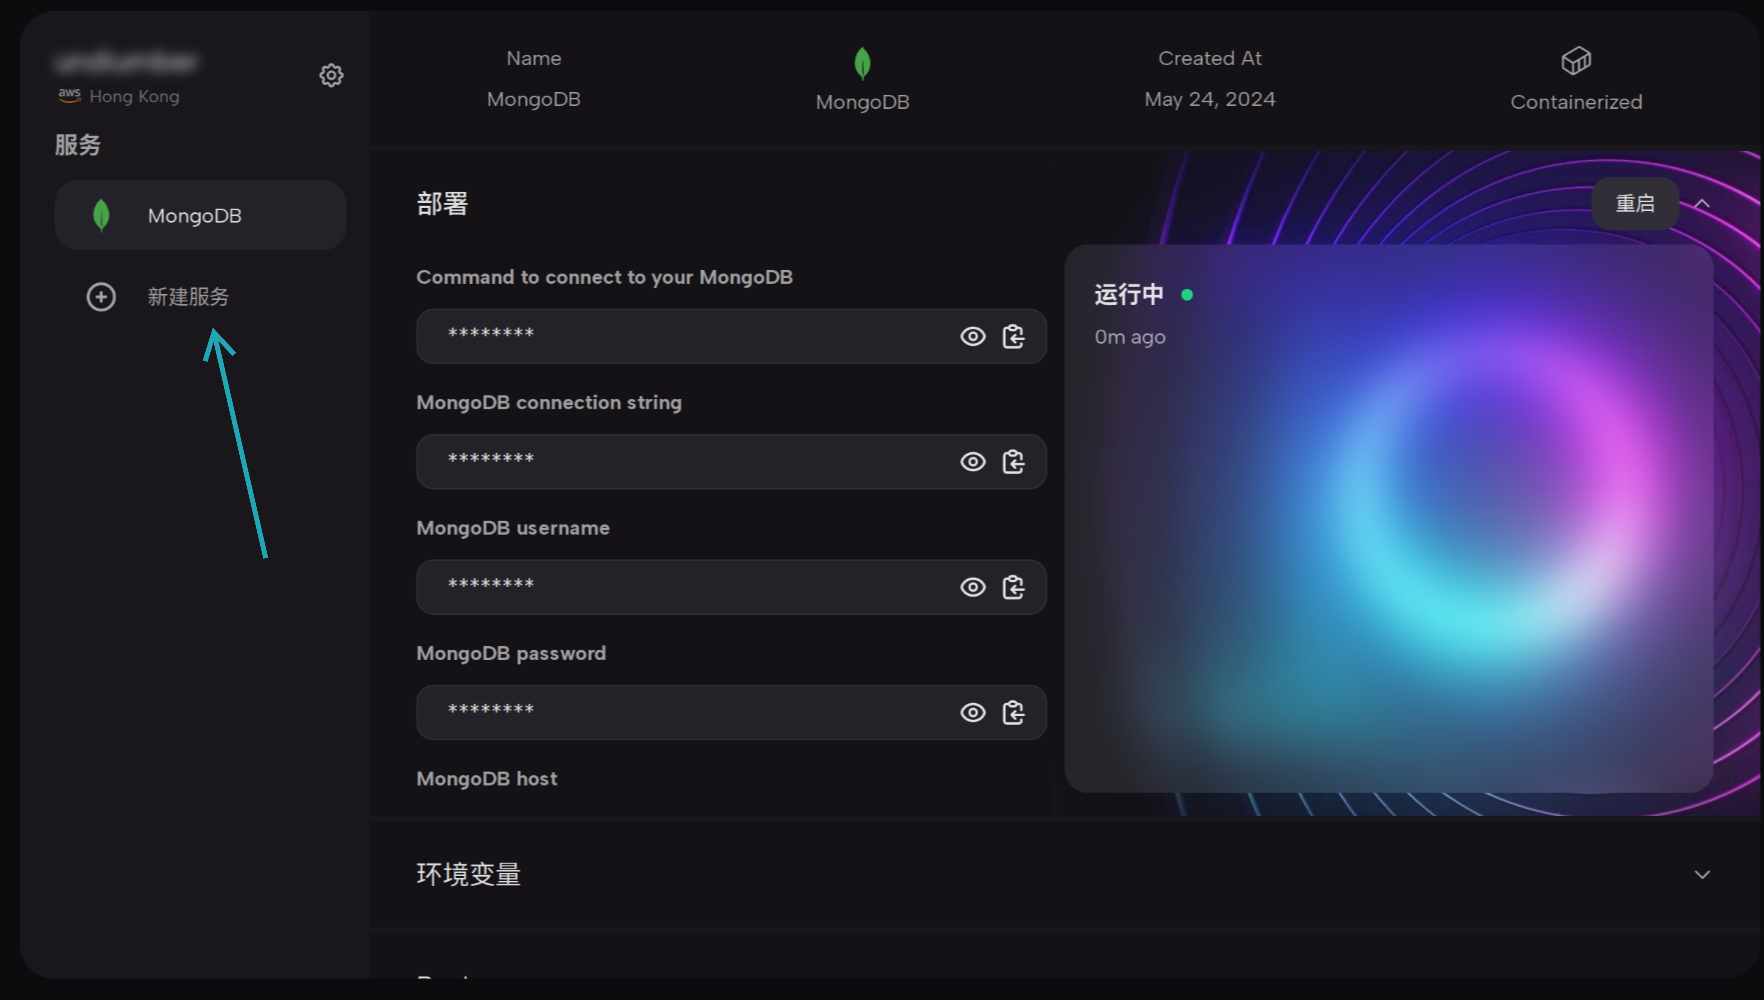 aws Hong Kong
服务
MongoDB
新建服务
Name
MongoDB
MongoDB
Created At
May 24, 2024
Containerized
部署
重启
Command to connect to your MongoDB
********
MongoDB connection string
********
MongoDB username
********
MongoDB password
********
MongoDB host
运行中
0m ago
环境变量